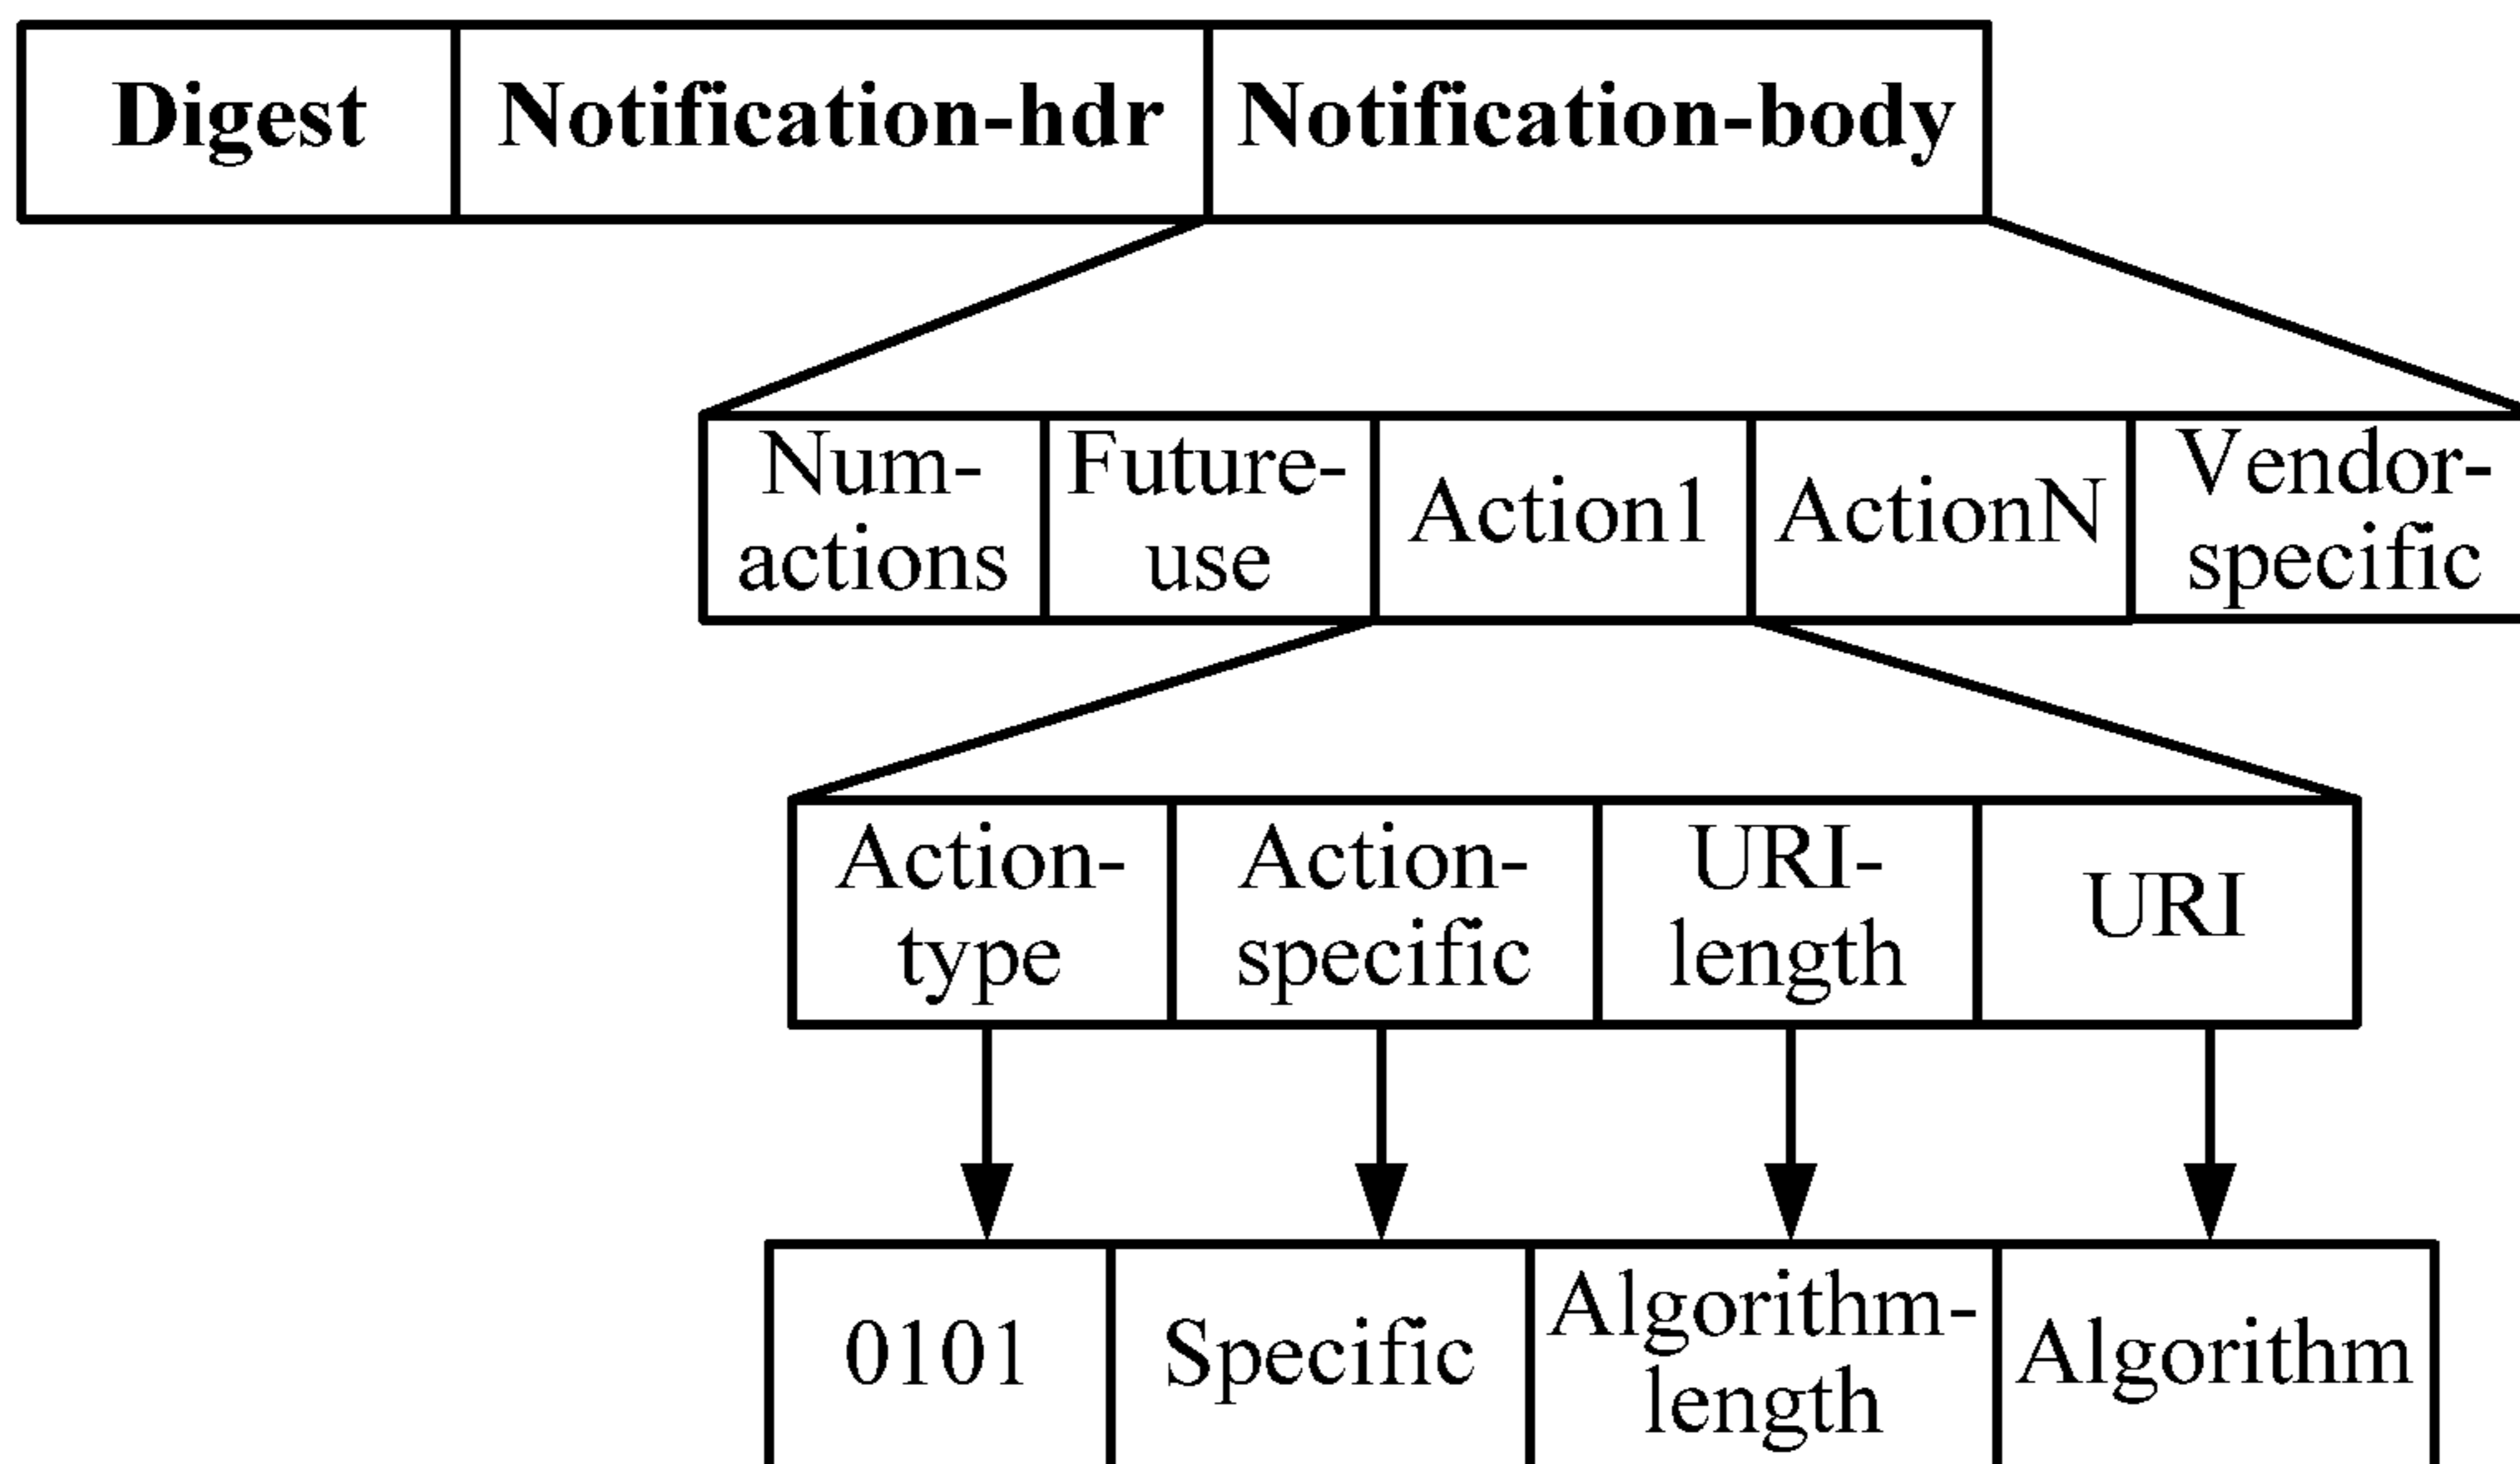 Digest
Notification-hdr
Notification-body
Num-
actions
Future-
use
Action1
ActionN
Vendor-
specific
Action-
type
Action-
specific
URI-
length
URI
0101
Specific
Algorithm-
length
Algorithm